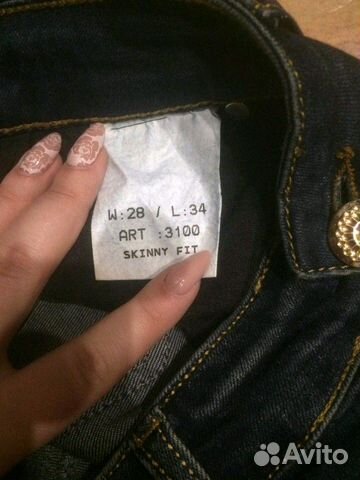 W:28 / L:34
ART :3100
SKINNY FIT
Avito